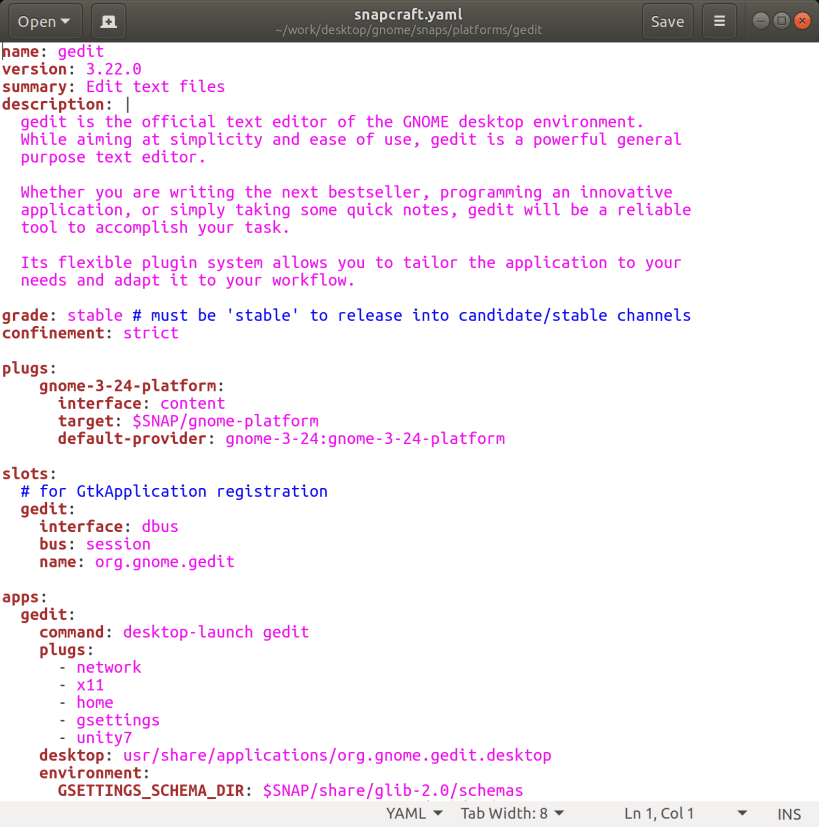 Open
snapcraft.yaml
~/work/desktop/gnome/snaps/platforms/gedit
Save
name: gedit
version: 3.22.0
summary: Edit text files
description: |
  gedit is the official text editor of the GNOME desktop environment.
  While aiming at simplicity and ease of use, gedit is a powerful general
  purpose text editor.

  Whether you are writing the next bestseller, programming an innovative
  application, or simply taking some quick notes, gedit will be a reliable
  tool to accomplish your task.

  Its flexible plugin system allows you to tailor the application to your
  needs and adapt it to your workflow.

grade: stable # must be 'stable' to release into candidate/stable channels
confinement: strict

plugs:
    gnome-3-24-platform:
      interface: content
      target: $SNAP/gnome-platform
      default-provider: gnome-3-24:gnome-3-24-platform

slots:
  # for GtkApplication registration
  gedit:
    interface: dbus
    bus: session
    name: org.gnome.gedit

apps:
  gedit:
    command: desktop-launch gedit
    plugs:
      - network
      - x11
      - home
      - gsettings
      - unity7
    desktop: usr/share/applications/org.gnome.gedit.desktop
    environment:
      GSETTINGS_SCHEMA_DIR: $SNAP/share/glib-2.0/schemas
YAML Tab Width: 8 Ln 1, Col 1 INS